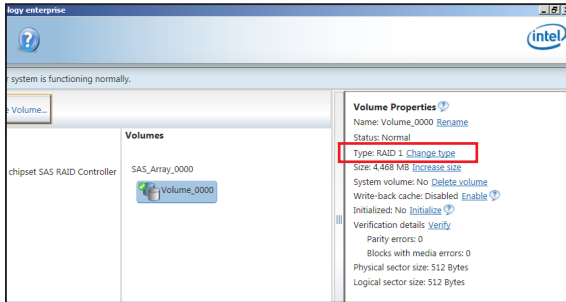 ology enterprise
?
intel
r system is functioning normally.
e Volume...
chipset SAS RAID Controller
Volumes
SAS_Array_0000
Volume_0000
Volume Properties ?
Name: Volume_0000 Rename
Status: Normal
Type: RAID 1 Change type
Size: 4,468 MB Increase size
System volume: No Delete volume
Write-back cache: Disabled Enable ?
Initialized: No Initialize ?
Verification details Verify
Parity errors: 0
Blocks with media errors: 0
Physical sector size: 512 Bytes
Logical sector size: 512 Bytes